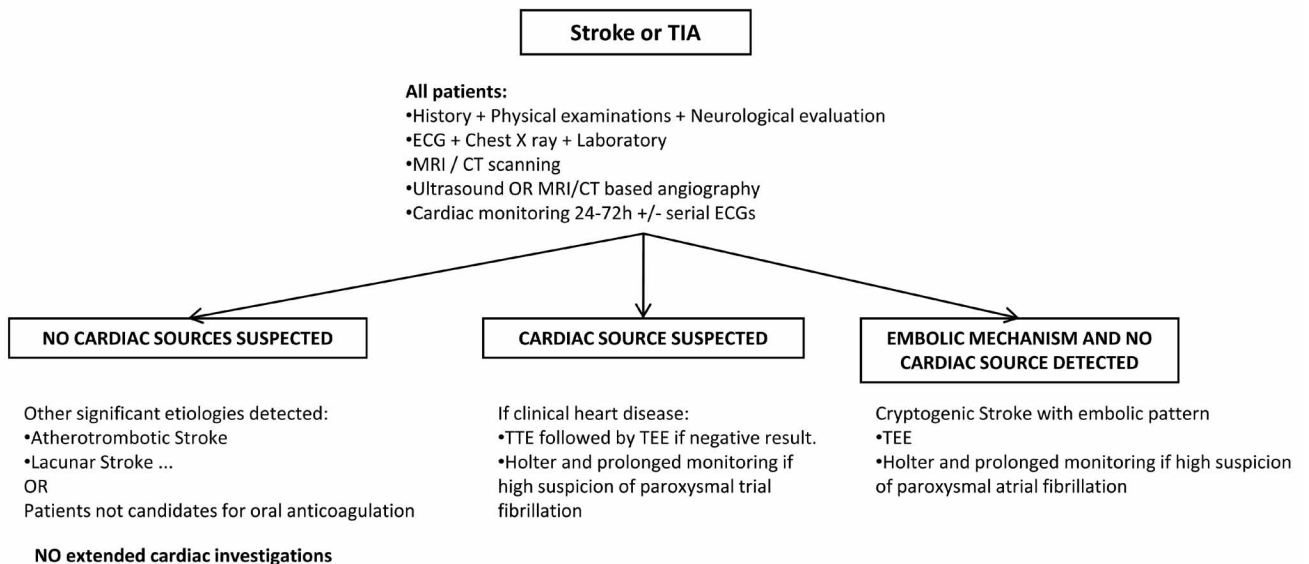 Stroke or TIA
All patients:
•History + Physical examinations + Neurological evaluation
•ECG + Chest X ray + Laboratory
•MRI / CT scanning
•Ultrasound OR MRI/CT based angiography
•Cardiac monitoring 24-72h +/- serial ECGs
NO CARDIAC SOURCES SUSPECTED
Other significant etiologies detected:
•Atherotrombotic Stroke
•Lacunar Stroke ...
OR
Patients not candidates for oral anticoagulation
NO extended cardiac investigations
CARDIAC SOURCE SUSPECTED
If clinical heart disease:
•TTE followed by TEE if negative result.
•Holter and prolonged monitoring if
high suspicion of paroxysmal trial
fibrillation
EMBOLIC MECHANISM AND NO
CARDIAC SOURCE DETECTED
Cryptogenic Stroke with embolic pattern
•TEE
•Holter and prolonged monitoring if high suspicion
of paroxysmal atrial fibrillation